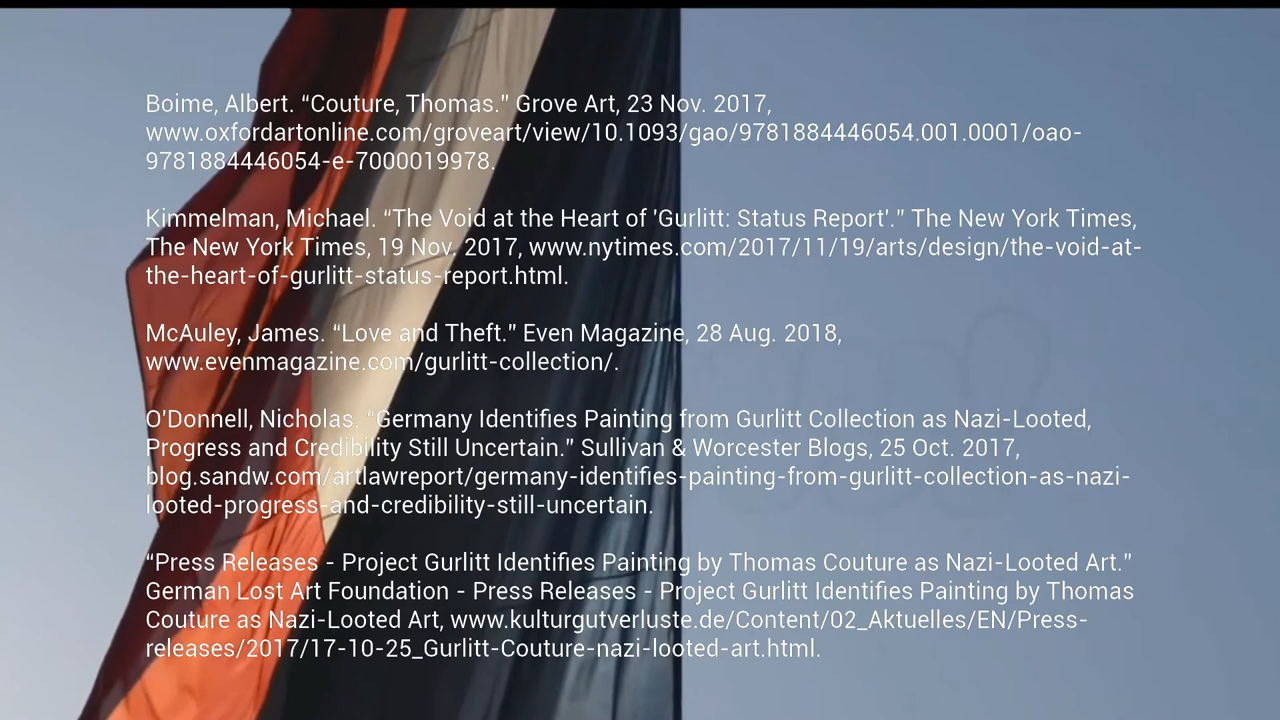 Boime, Albert. “Couture, Thomas.” Grove Art, 23 Nov. 2017,
www.oxfordartonline.com/groveart/view/10.1093/gao/9781884446054.001.0001/oao-
9781884446054-e-7000019978.
Kimmelman, Michael. “The Void at the Heart of 'Gurlitt: Status Report'.” The New York Times,
The New York Times, 19 Nov. 2017, www.nytimes.com/2017/11/19/arts/design/the-void-at-
the-heart-of-gurlitt-status-report.html.
McAuley, James. “Love and Theft.” Even Magazine, 28 Aug. 2018,
www.evenmagazine.com/gurlitt-collection/.
O'Donnell, Nicholas. “Germany Identifies Painting from Gurlitt Collection as Nazi-Looted,
Progress and Credibility Still Uncertain.” Sullivan & Worcester Blogs, 25 Oct. 2017,
blog.sandw.com/artlawreport/germany-identifies-painting-from-gurlitt-collection-as-nazi-
looted-progress-and-credibility-still-uncertain.
“Press Releases - Project Gurlitt Identifies Painting by Thomas Couture as Nazi-Looted Art.”
German Lost Art Foundation - Press Releases - Project Gurlitt Identifies Painting by Thomas
Couture as Nazi-Looted Art, www.kulturgutverluste.de/Content/02_Aktuelles/EN/Press-
releases/2017/17-10-25_Gurlitt-Couture-nazi-looted-art.html.